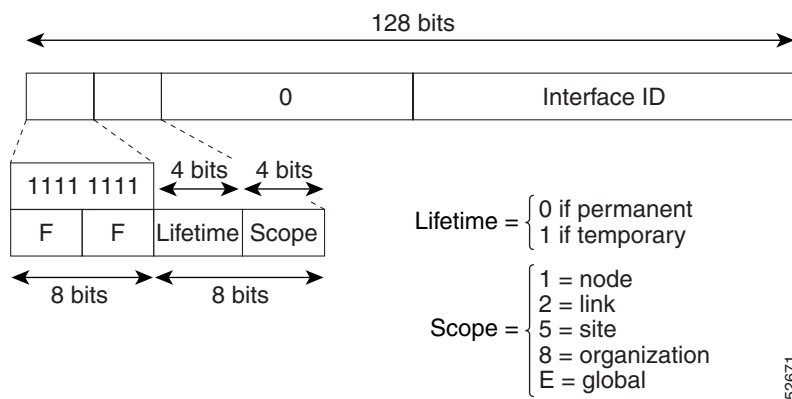 128 bits
0 Interface ID
4 bits 4 bits
1111 1111
F F Lifetime Scope
8 bits 8 bits
Lifetime = 0 if permanent
1 if temporary
Scope = 1 = node
2 = link
5 = site
8 = organization
E = global
52671